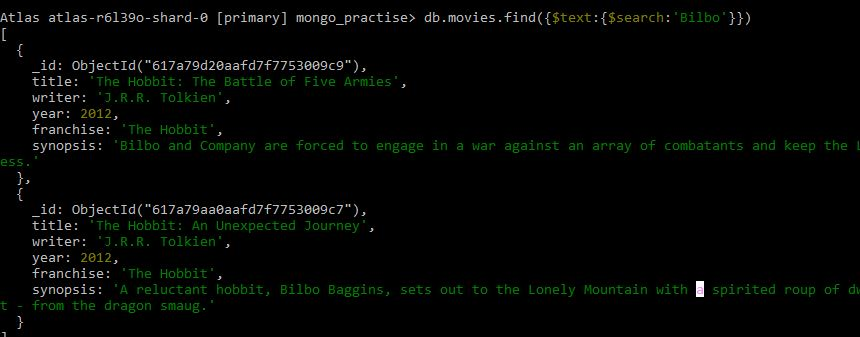 Atlas atlas-r6l39o-shard-0 [primary] mongo_practise> db.movies.find({$text:{$search:'Bilbo'}})
[
  {
    _id: ObjectId("617a79d20aafd7f7753009c9"),
    title: 'The Hobbit: The Battle of Five Armies',
    writer: 'J.R.R. Tolkien',
    year: 2012,
    franchise: 'The Hobbit',
    synopsis: 'Bilbo and Company are forced to engage in a war against an array of combatants and keep the
ess.'
  },
  {
    _id: ObjectId("617a79aa0aafd7f7753009c7"),
    title: 'The Hobbit: An Unexpected Journey',
    writer: 'J.R.R. Tolkien',
    year: 2012,
    franchise: 'The Hobbit',
    synopsis: 'A reluctant hobbit, Bilbo Baggins, sets out to the Lonely Mountain with a spirited roup of dw
t - from the dragon smaug.'
  }